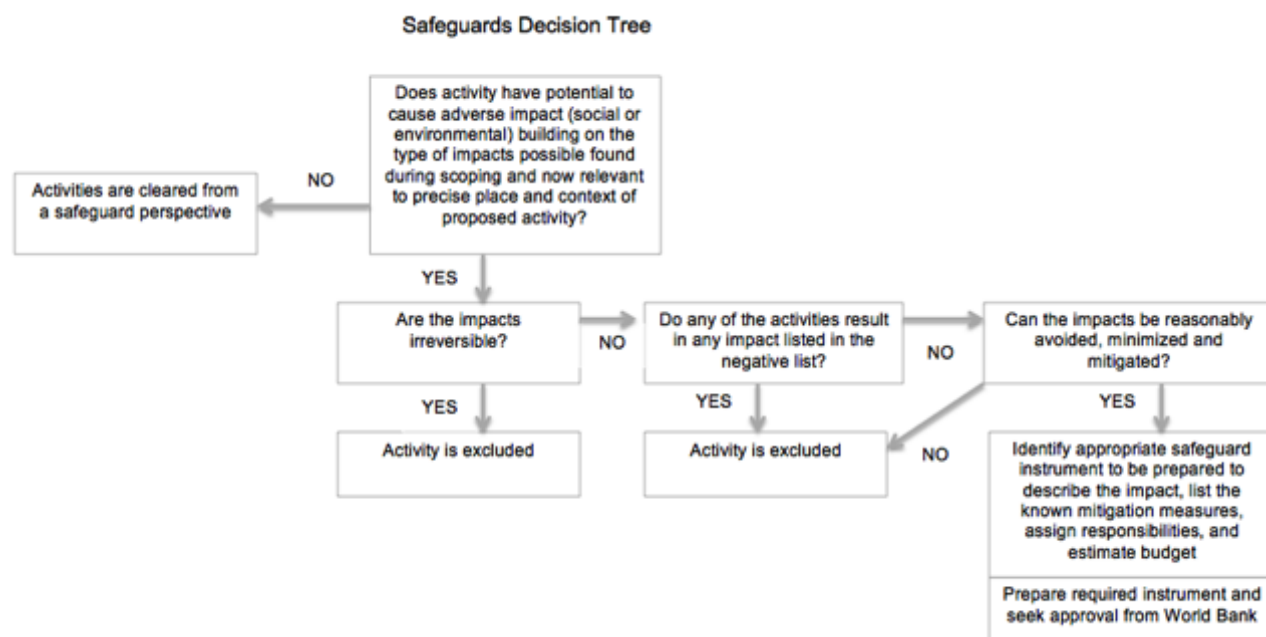 Safeguards Decision Tree
Does activity have potential to
cause adverse impact (social or
environmental) building on the
type of impacts possible found
during scoping and now relevant
to precise place and context of
proposed activity?
NO
Activities are cleared from
a safeguard perspective
YES
Are the impacts
irreversible?
NO
Do any of the activities result
in any impact listed in the
negative list?
NO
Can the impacts be reasonably
avoided, minimized and
mitigated?
YES
YES
YES
Activity is excluded
Activity is excluded
NO
Identify appropriate safeguard
instrument to be prepared to
describe the impact, list the
known mitigation measures,
assign responsibilities, and
estimate budget
Prepare required instrument and
seek approval from World Bank